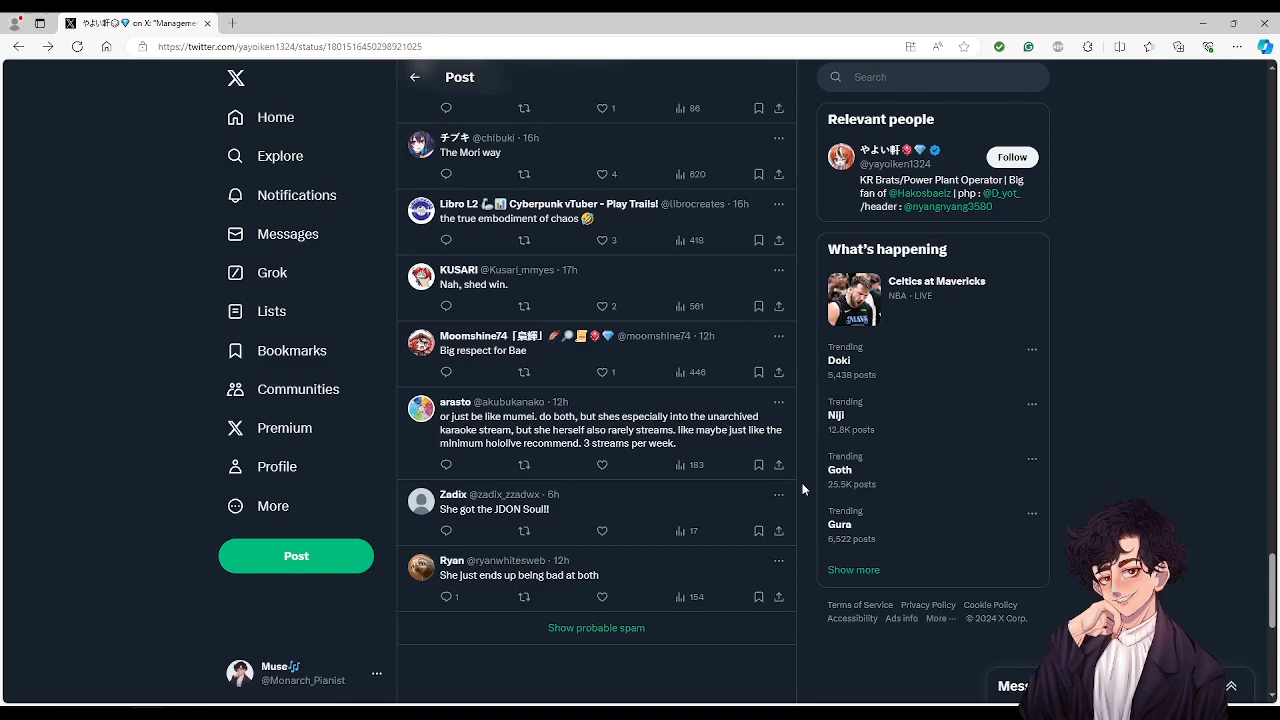 やよい軒🎲💎 on X: "Managemen
https://twitter.com/yayoiken1324/status/1801516450298921025
Home
Explore
Notifications
Messages
Grok
Lists
Bookmarks
Communities
Premium
Profile
More
Post
Muse🎶
@Monarch_Pianist
Post
1 86
チブキ @chibuki · 16h
The Mori way
4 620
Libro L2 🦾📊 Cyberpunk vTuber - Play Trails! @librocreates · 16h
the true embodiment of chaos 🤣
3 418
KUSARI @Kusari_mmyes · 17h
Nah, shed win.
2 561
Moomshine74「梟輝」 @moomshine74 · 12h
Big respect for Bae
1 446
arasto @akubukanako · 12h
or just be like mumei. do both, but shes especially into the unarchived
karaoke stream, but she herself also rarely streams. like maybe just like the
minimum hololive recommend. 3 streams per week.
183
Zadix @zadix_zzadwx · 6h
She got the JDON Soul!!
17
Ryan @ryanwhitesweb · 12h
She just ends up being bad at both
1 154
Show probable spam
Search
Relevant people
やよい軒🎲💎
@yayoiken1324
Follow
KR Brats/Power Plant Operator | Big
fan of @Hakosbaelz | php : @D_yot_
/header : @nyangnyang3580
What's happening
Celtics at Mavericks
NBA · LIVE
Trending
Doki
5,438 posts
Trending
Niji
12.8K posts
Trending
Goth
25.5K posts
Trending
Gura
6,522 posts
Show more
Terms of Service Privacy Policy Cookie Policy
Accessibility Ads info More ··· © 2024 X Corp.
Mess